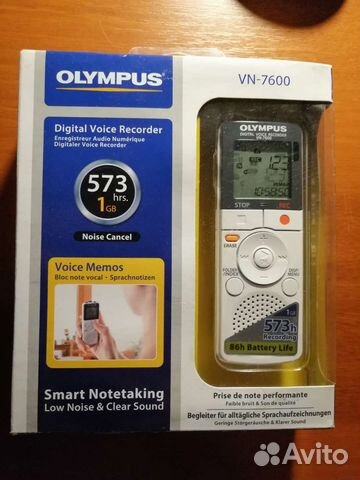 OLYMPUS
VN-7600
Digital Voice Recorder
Enregistreur Audio Numérique
Digitaler Voice Recorder
573
hrs.
1GB
Noise Cancel
Voice Memos
Bloc note vocal - Sprachnotizen
Smart Notetaking
Low Noise & Clear Sound
OLYMPUS
DIGITAL VOICE RECORDER
VN-7600
10:58:50
STOP
REC
ERASE
FOLDER
/INDEX
DISP/
MENU
1GB
573h
Recording
86h Battery Life
Prise de note performante
Faible bruit & Son de qualité
Begleiter für alltägliche Sprachaufzeichnungen
Geringe Störgeräusche & Klarer Sound
Avito